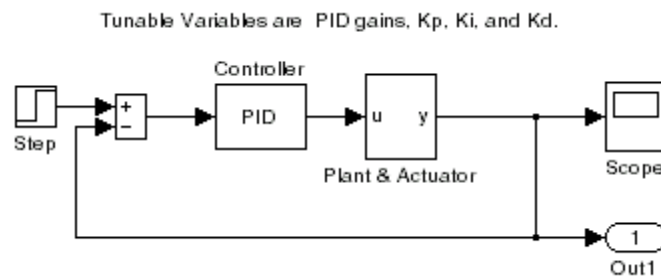 Tunable Variables are PID gains, Kp, Ki, and Kd.
Controller
+
−
PID
u y
Step
Plant & Actuator
Scope
1
Out1